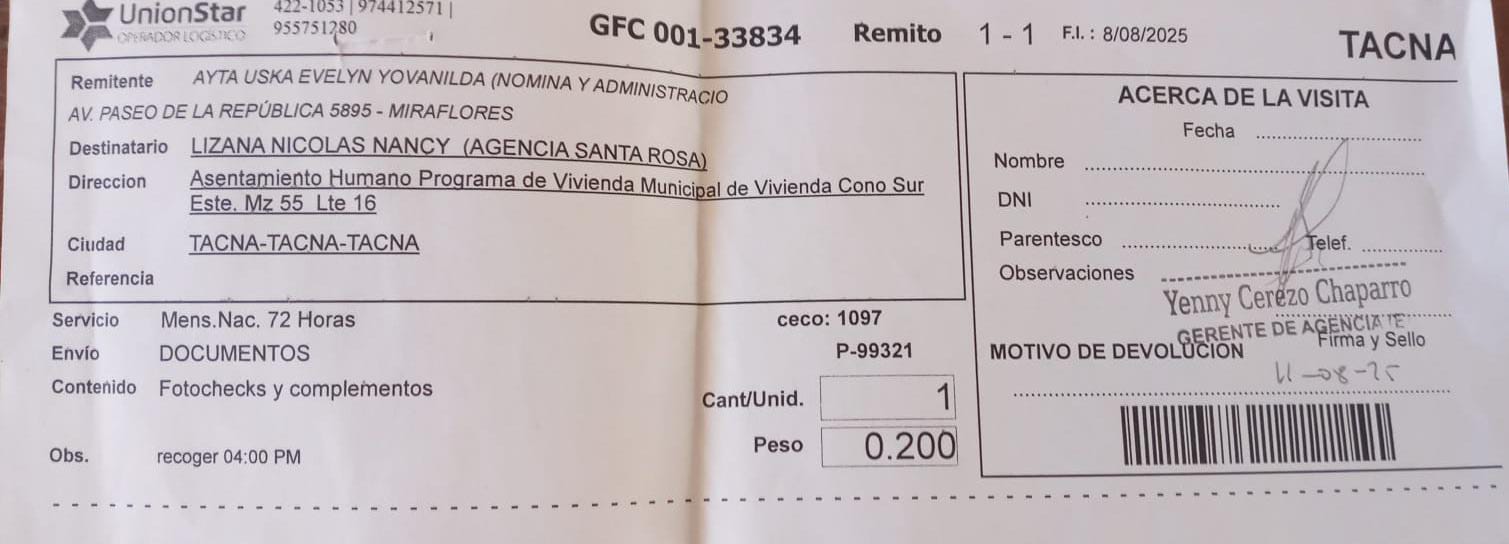 UnionStar
OPERADOR LOGÍSTICO
422-1053 | 974412571 |
955751280
GFC 001-33834 Remito 1 - 1 F.I. : 8/08/2025 TACNA
Remitente AYTA USKA EVELYN YOVANILDA (NOMINA Y ADMINISTRACIO
AV. PASEO DE LA REPÚBLICA 5895 - MIRAFLORES
Destinatario LIZANA NICOLAS NANCY (AGENCIA SANTA ROSA)
Direccion Asentamiento Humano Programa de Vivienda Municipal de Vivienda Cono Sur
Este. Mz 55 Lte 16
Ciudad TACNA-TACNA-TACNA
Referencia
Servicio Mens.Nac. 72 Horas
ceco: 1097
Envío DOCUMENTOS
P-99321
Contenido Fotochecks y complementos
Cant/Unid. 1
Peso 0.200
Obs. recoger 04:00 PM
ACERCA DE LA VISITA
Fecha
Nombre
DNI
Parentesco Telef.
Observaciones
Yenny Cerezo Chaparro
GERENTE DE AGENCIA
Firma y Sello
MOTIVO DE DEVOLUCION
11-08-25